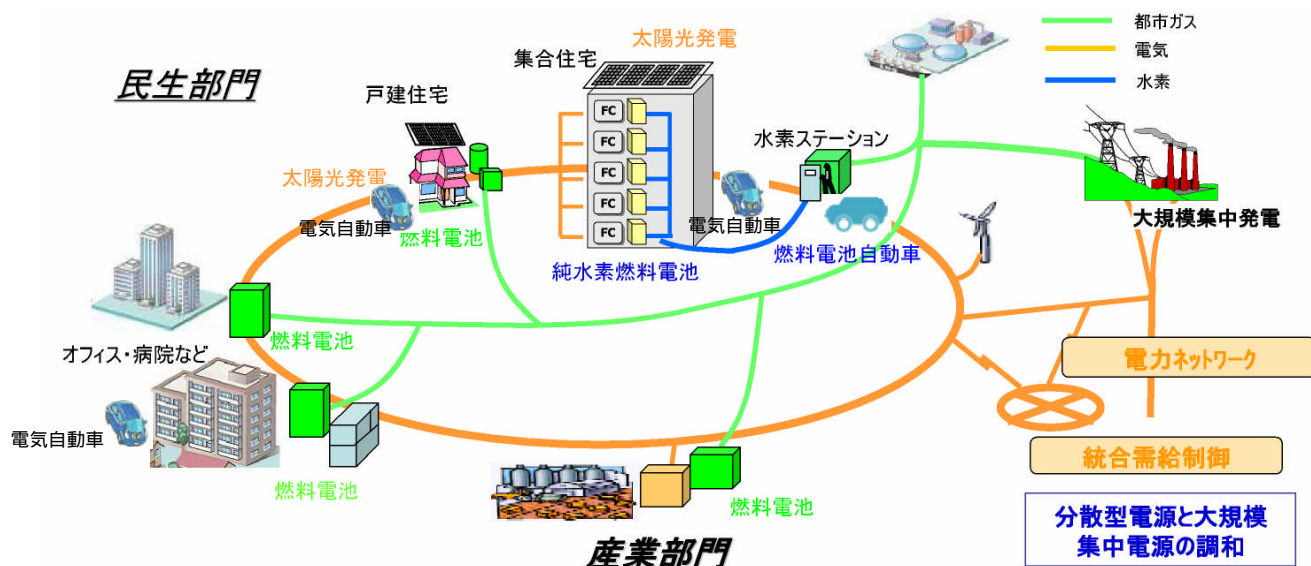 都市ガス
電気
水素
民生部門
太陽光発電
集合住宅
戸建住宅
水素ステーション
FC
FC
FC
FC
FC
太陽光発電
電気自動車
燃料電池
電気自動車
燃料電池自動車
純水素燃料電池
大規模集中発電
燃料電池
オフィス・病院など
電力ネットワーク
電気自動車
燃料電池
統合需給制御
燃料電池
産業部門
分散型電源と大規模
集中電源の調和